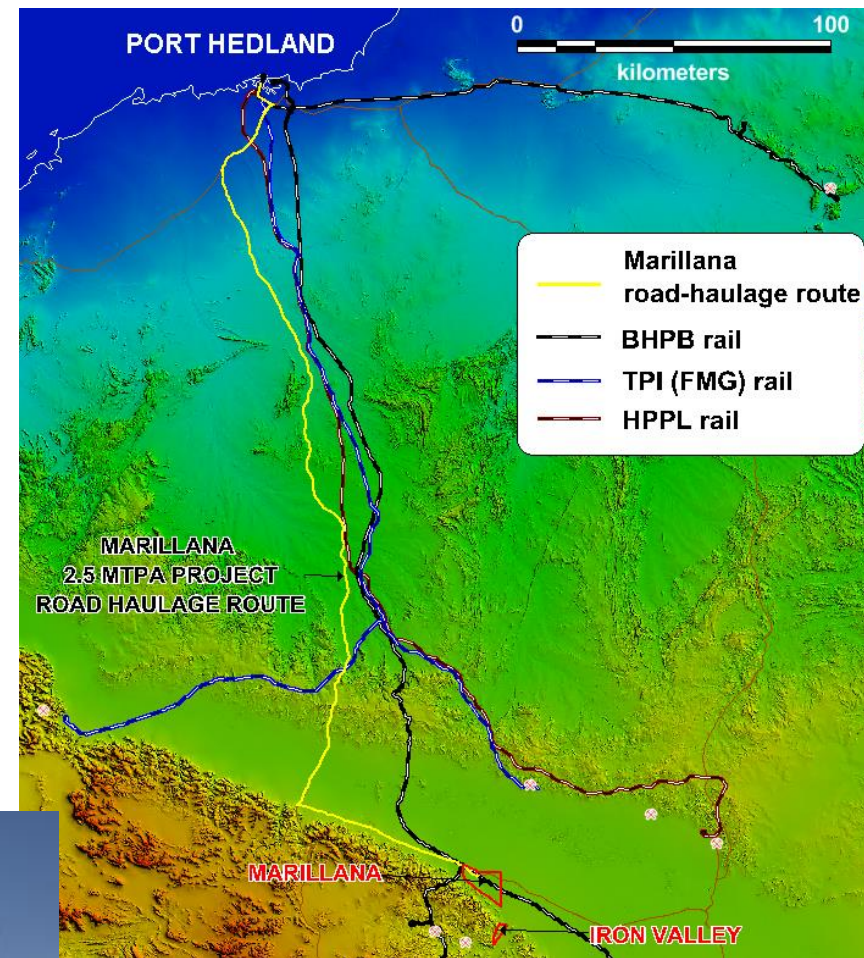 PORT HEDLAND
0 100
kilometers
Marillana
road-haulage route
BHPB rail
TPI (FMG) rail
HPPL rail
MARILLANA
2.5 MTPA PROJECT
ROAD HAULAGE ROUTE
MARILLANA
IRON VALLEY